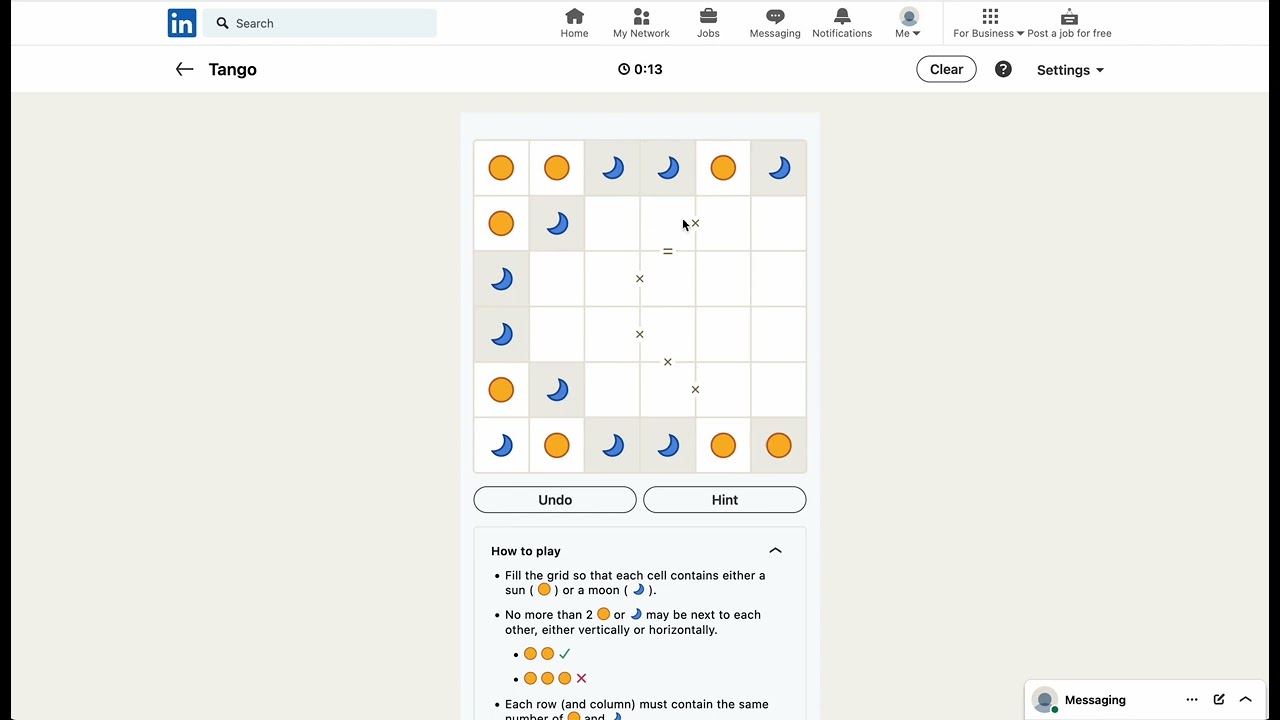 in
Search
Home
My Network
Jobs
Messaging
Notifications
Me
For Business
Post a job for free
Tango
0:13
Clear
?
Settings
×
=
×
×
×
×
Undo
Hint
How to play
• Fill the grid so that each cell contains either a
sun ( ) or a moon ( ).
• No more than 2 or may be next to each
other, either vertically or horizontally.
•
•
• Each row (and column) must contain the same
number of and .
Messaging